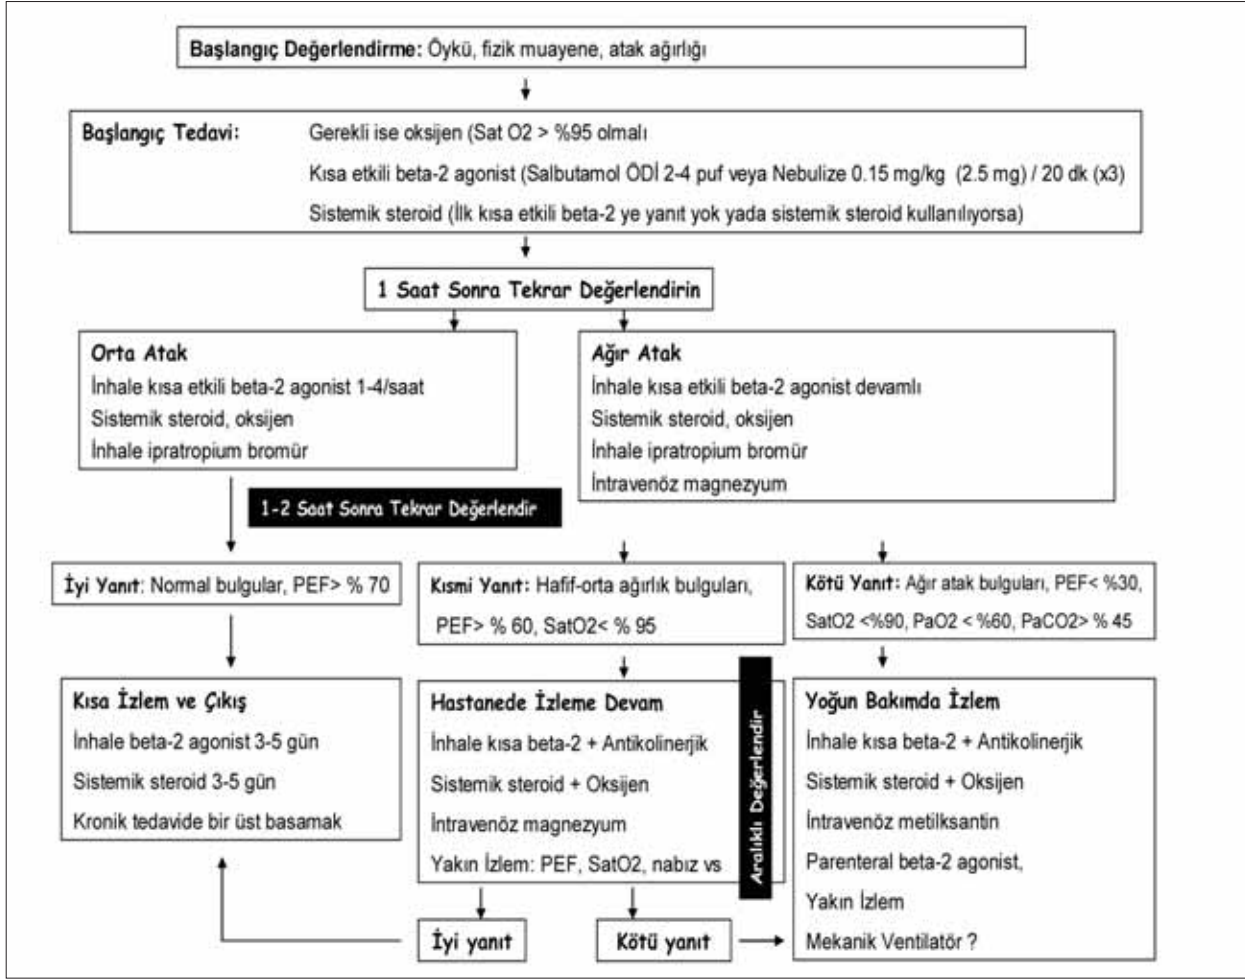 Başlangıç Değerlendirme: Öykü, fizik muayene, atak ağırlığı
Başlangıç Tedavi: Gerekli ise oksijen (Sat O2 > %95 olmalı
Kısa etkili beta-2 agonist (Salbutamol ÖDİ 2-4 puf veya Nebulize 0.15 mg/kg (2.5 mg) / 20 dk (x3)
Sistemik steroid (İlk kısa etkili beta-2 ye yanıt yok yada sistemik steroid kullanılıyorsa)
1 Saat Sonra Tekrar Değerlendirin
Orta Atak
İnhale kısa etkili beta-2 agonist 1-4/saat
Sistemik steroid, oksijen
İnhale ipratropium bromür
Ağır Atak
İnhale kısa etkili beta-2 agonist devamlı
Sistemik steroid, oksijen
İnhale ipratropium bromür
İntravenöz magnezyum
1-2 Saat Sonra Tekrar Değerlendir
İyi Yanıt: Normal bulgular, PEF> % 70
Kısmi Yanıt: Hafif-orta ağırlık bulguları,
PEF> % 60, SatO2< % 95
Kötü Yanıt: Ağır atak bulguları, PEF< %30,
SatO2 <%90, PaO2 < %60, PaCO2> % 45
Kısa İzlem ve Çıkış
İnhale beta-2 agonist 3-5 gün
Sistemik steroid 3-5 gün
Kronik tedavide bir üst basamak
Hastanede İzleme Devam
İnhale kısa beta-2 + Antikolinerjik
Sistemik steroid + Oksijen
İntravenöz magnezyum
Yakın İzlem: PEF, SatO2, nabız vs
Aralıklı Değerlendir
Yoğun Bakımda İzlem
İnhale kısa beta-2 + Antikolinerjik
Sistemik steroid + Oksijen
İntravenöz metilksantin
Parenteral beta-2 agonist,
Yakın İzlem
Mekanik Ventilatör ?
İyi yanıt
Kötü yanıt